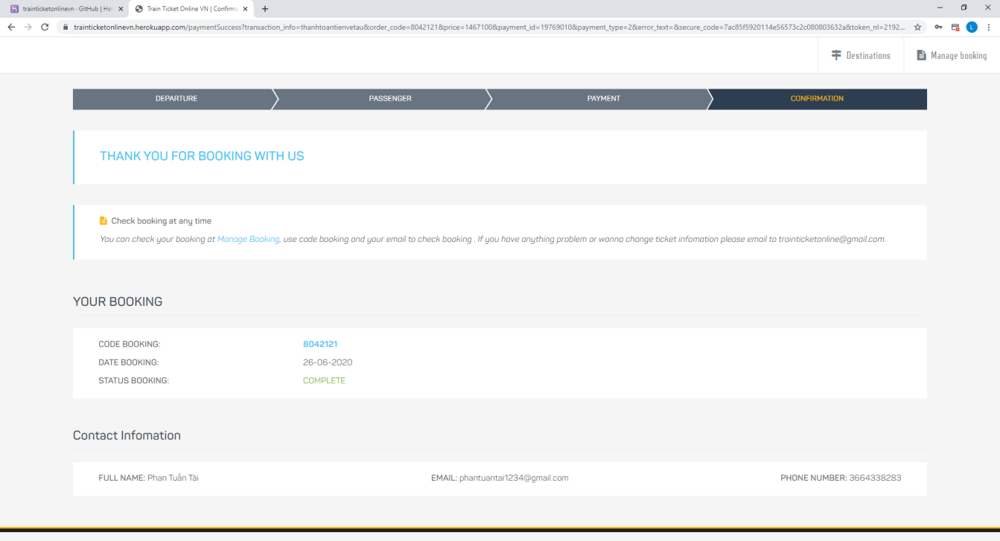 trainticketonlinevn · GitHub | Her
Train Ticket Online VN | Confirma
trainticketonlinevn.herokuapp.com/paymentSuccess?transaction_info=thanhtoantienvetau&order_code=8042121&price=1467100&payment_id=19769010&payment_type=2&error_text=&secure_code=7ac85f5920114e56573c2c080803632a&token_nl=2192...
L
Destinations
Manage booking
DEPARTURE
PASSENGER
PAYMENT
CONFIRMATION
THANK YOU FOR BOOKING WITH US
Check booking at any time
You can check your booking at Manage Booking, use code booking and your email to check booking . If you have anything problem or wanna change ticket infomation please email to trainticketonline@gmail.com.
YOUR BOOKING
CODE BOOKING: 8042121
DATE BOOKING: 26-06-2020
STATUS BOOKING: COMPLETE
Contact Infomation
FULL NAME: Phan Tuấn Tài
EMAIL: phantuantai1234@gmail.com
PHONE NUMBER: 3664338283